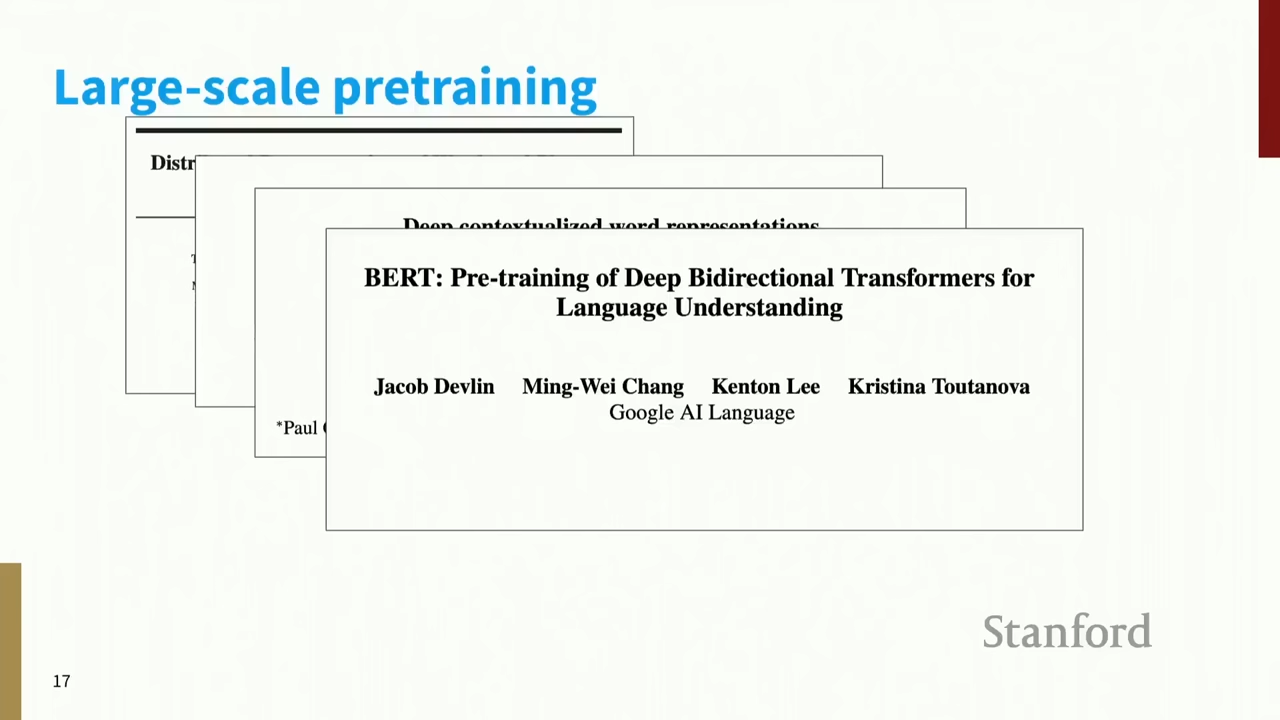 Large-scale pretraining
Distr
Deep contextualized word representations
BERT: Pre-training of Deep Bidirectional Transformers for
Language Understanding
Jacob Devlin Ming-Wei Chang Kenton Lee Kristina Toutanova
Google AI Language
*Paul
Stanford
17